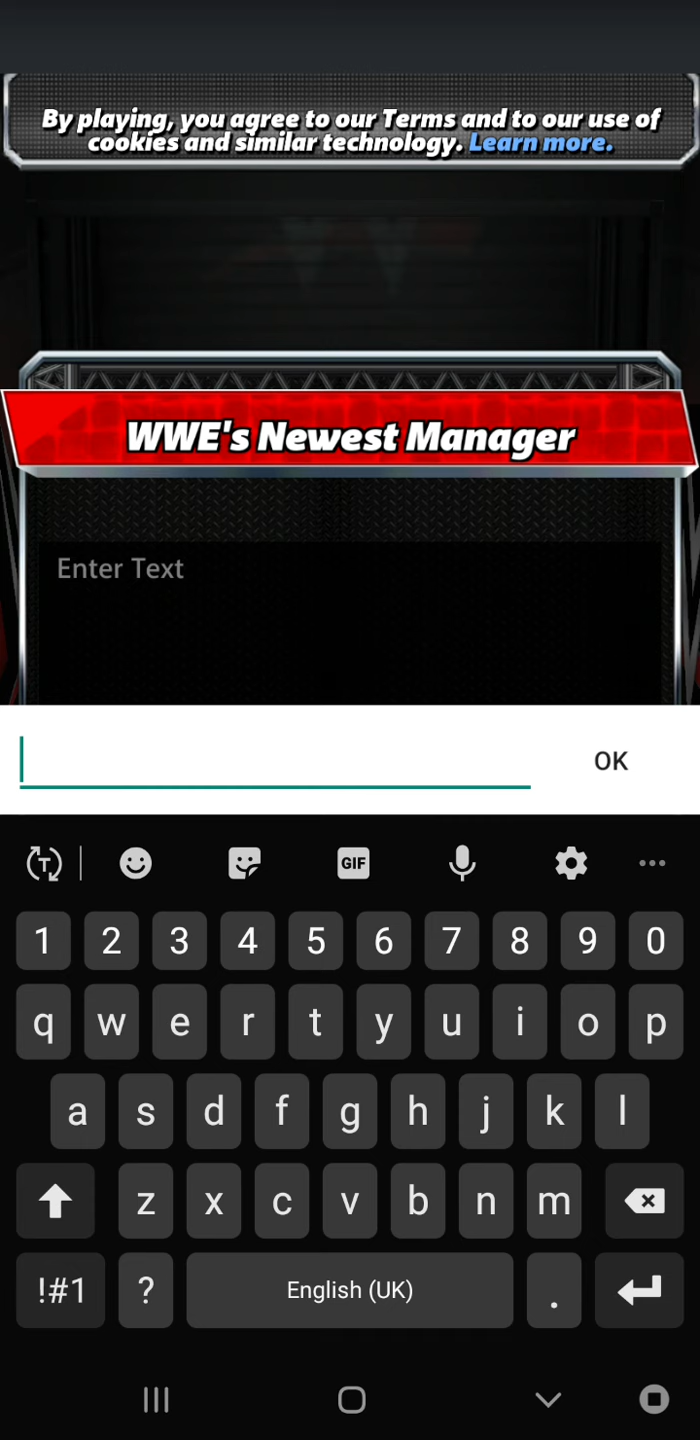 By playing, you agree to our Terms and to our use of
cookies and similar technology. Learn more.
WWE's Newest Manager
Enter Text
OK
T GIF
1 2 3 4 5 6 7 8 9 0
q w e r t y u i o p
a s d f g h j k l
z x c v b n m
!#1 ? English (UK) .